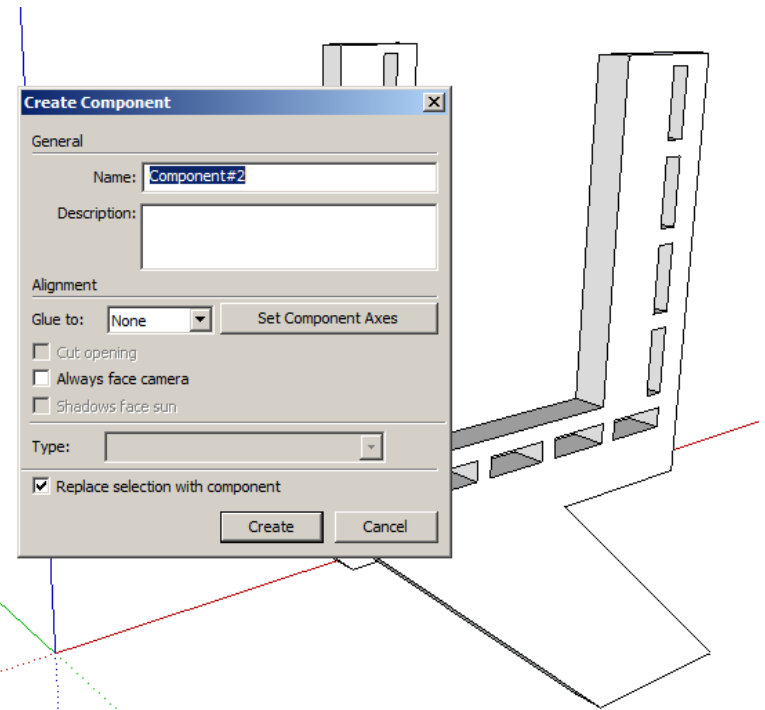 Create Component
General
Name: Component#2
Description:
Alignment
Glue to: None Set Component Axes
Cut opening
Always face camera
Shadows face sun
Type:
Replace selection with component
Create Cancel